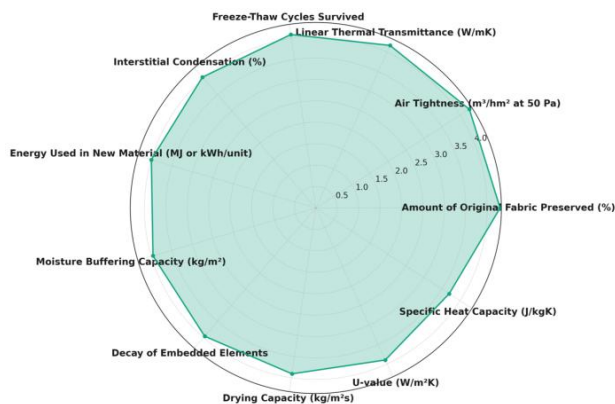 Freeze-Thaw Cycles Survived
Linear Thermal Transmittance (W/mK)
Interstitial Condensation (%)
Air Tightness (m³/hm² at 50 Pa)
Energy Used in New Material (MJ or kWh/unit)
0.5 1.0 1.5 2.0 2.5 3.0 3.5 4.0
Amount of Original Fabric Preserved (%)
Moisture Buffering Capacity (kg/m²)
Specific Heat Capacity (J/kgK)
Decay of Embedded Elements
U-value (W/m²K)
Drying Capacity (kg/m²s)